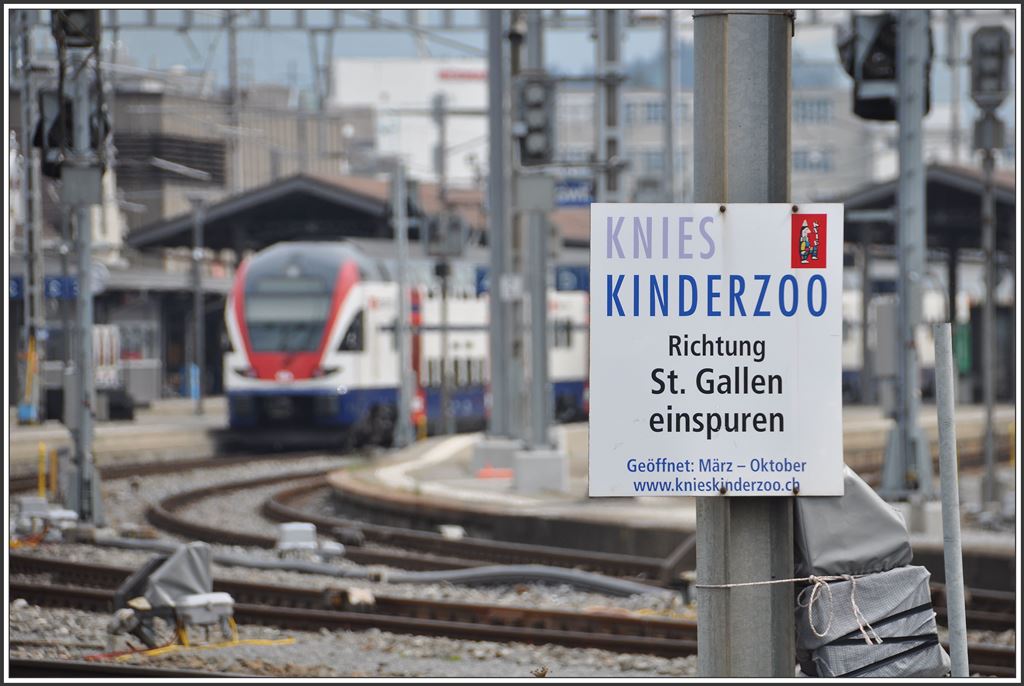 KNIES
KINDERZOO
Richtung
St. Gallen
einspuren
Geöffnet: März – Oktober
www.knieskinderzoo.ch